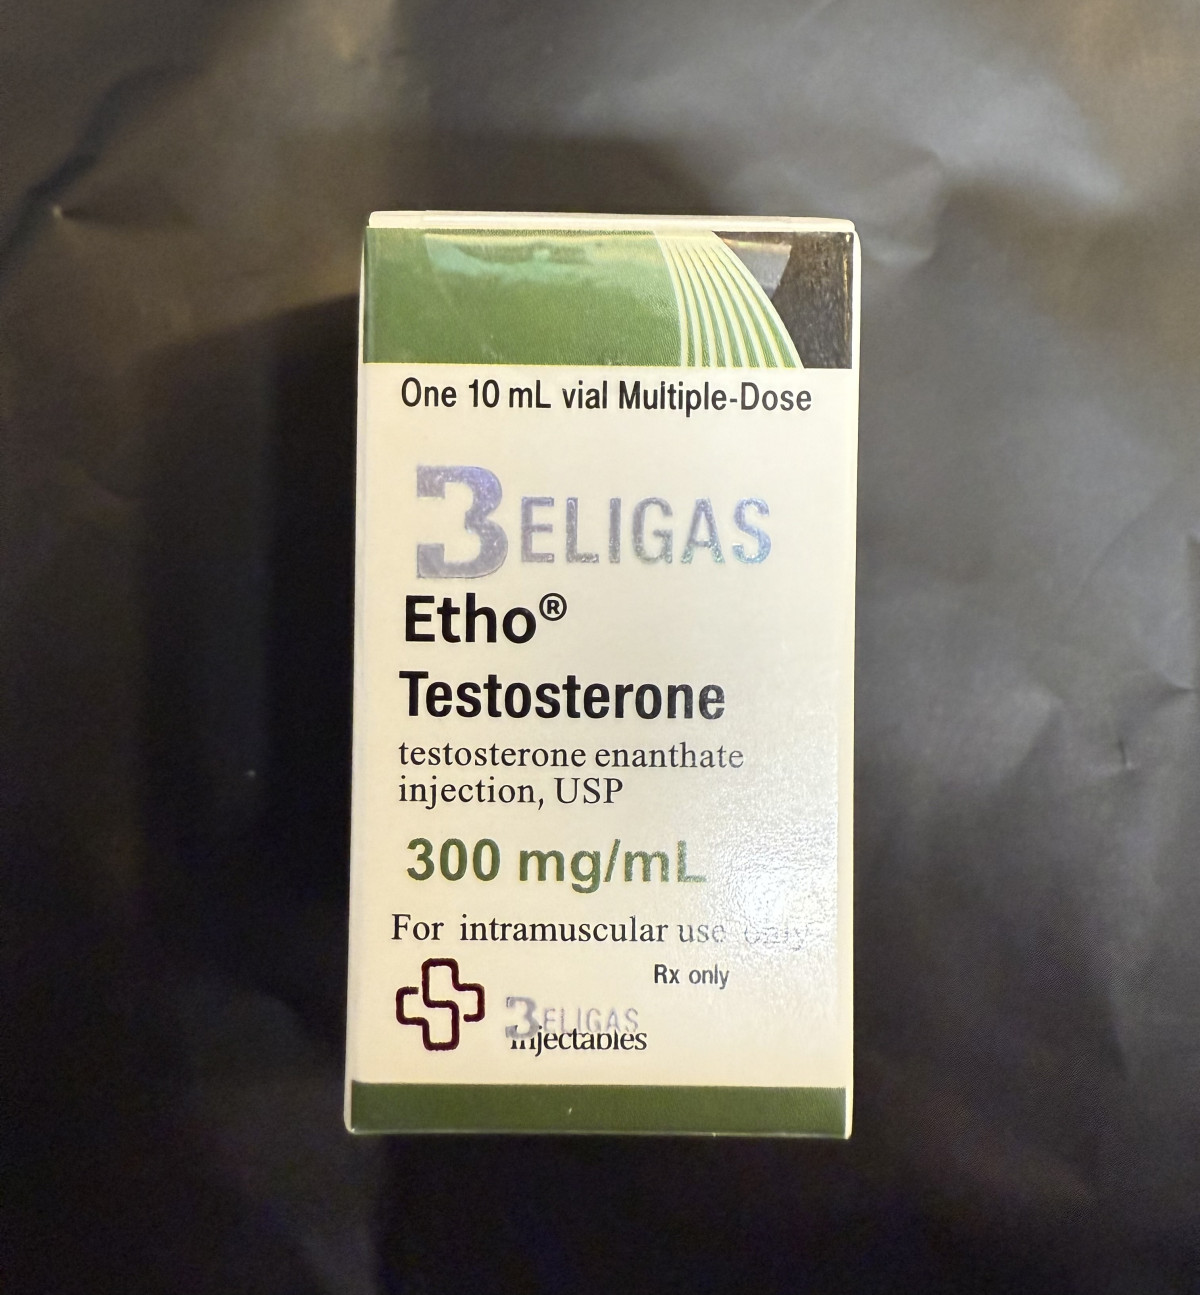 One 10 mL vial Multiple-Dose
BELIGAS
Etho®
Testosterone
testosterone enanthate
injection, USP
300 mg/mL
For intramuscular use only
Rx only
BELIGAS
injectables